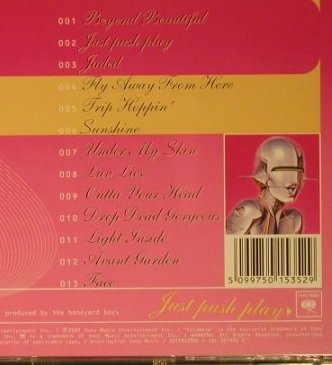 001 Beyond Beautiful
002 Just push play
003 Jaded
004 Fly Away From Here
005 Trip Hoppin'
006 Sunshine
007 Under My Skin
008 Luv Lies
009 Outta Your Head
010 Drop Dead Gorgeous
011 Light Inside
012 Avant Garden
013 Face
5 099750 153529
produced by the boneyard boys
Just push play